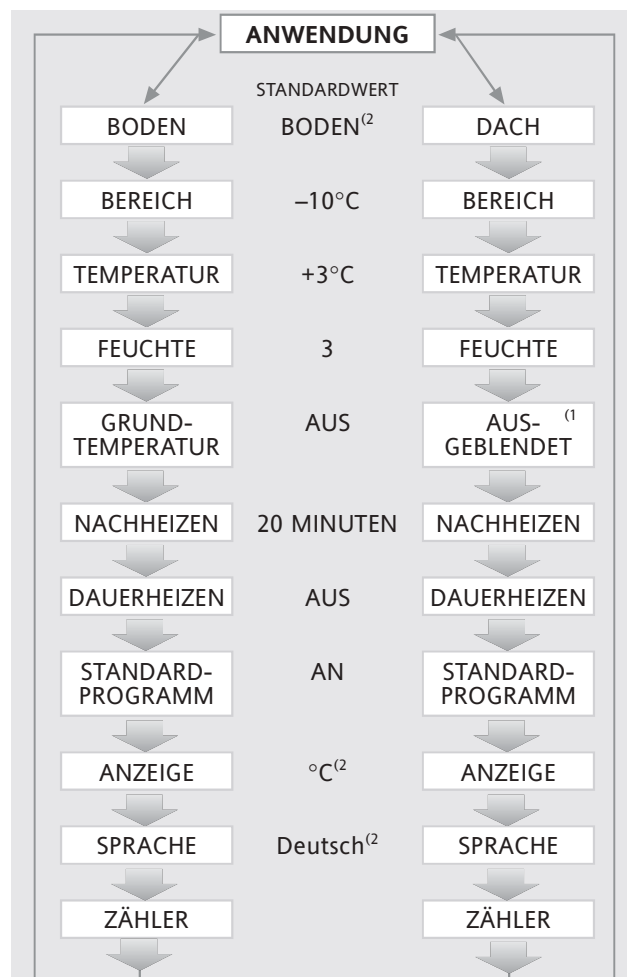 ANWENDUNG
STANDARDWERT
BODEN BODEN(2 DACH
BEREICH –10°C BEREICH
TEMPERATUR +3°C TEMPERATUR
FEUCHTE 3 FEUCHTE
GRUND- AUS AUS- (1
TEMPERATUR GEBLENDET
NACHHEIZEN 20 MINUTEN NACHHEIZEN
DAUERHEIZEN AUS DAUERHEIZEN
STANDARD- AN STANDARD-
PROGRAMM PROGRAMM
ANZEIGE °C(2 ANZEIGE
SPRACHE Deutsch(2 SPRACHE
ZÄHLER ZÄHLER